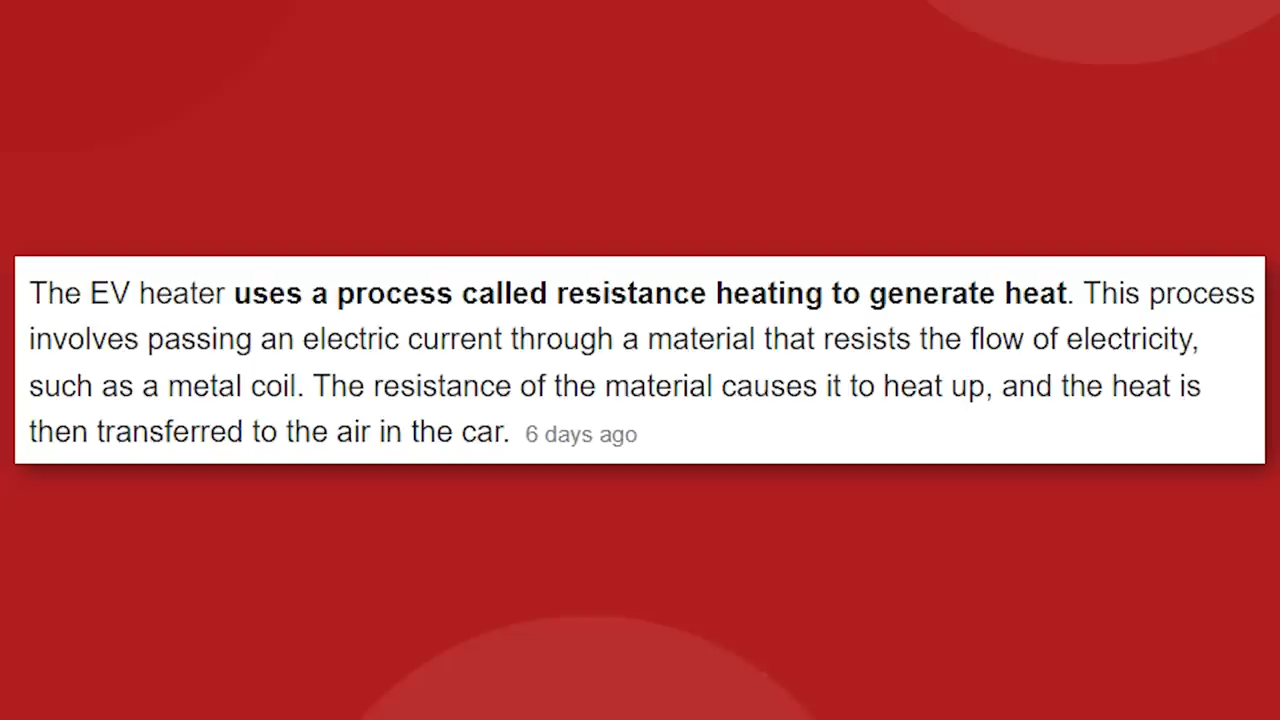 The EV heater uses a process called resistance heating to generate heat. This process
involves passing an electric current through a material that resists the flow of electricity,
such as a metal coil. The resistance of the material causes it to heat up, and the heat is
then transferred to the air in the car. 6 days ago